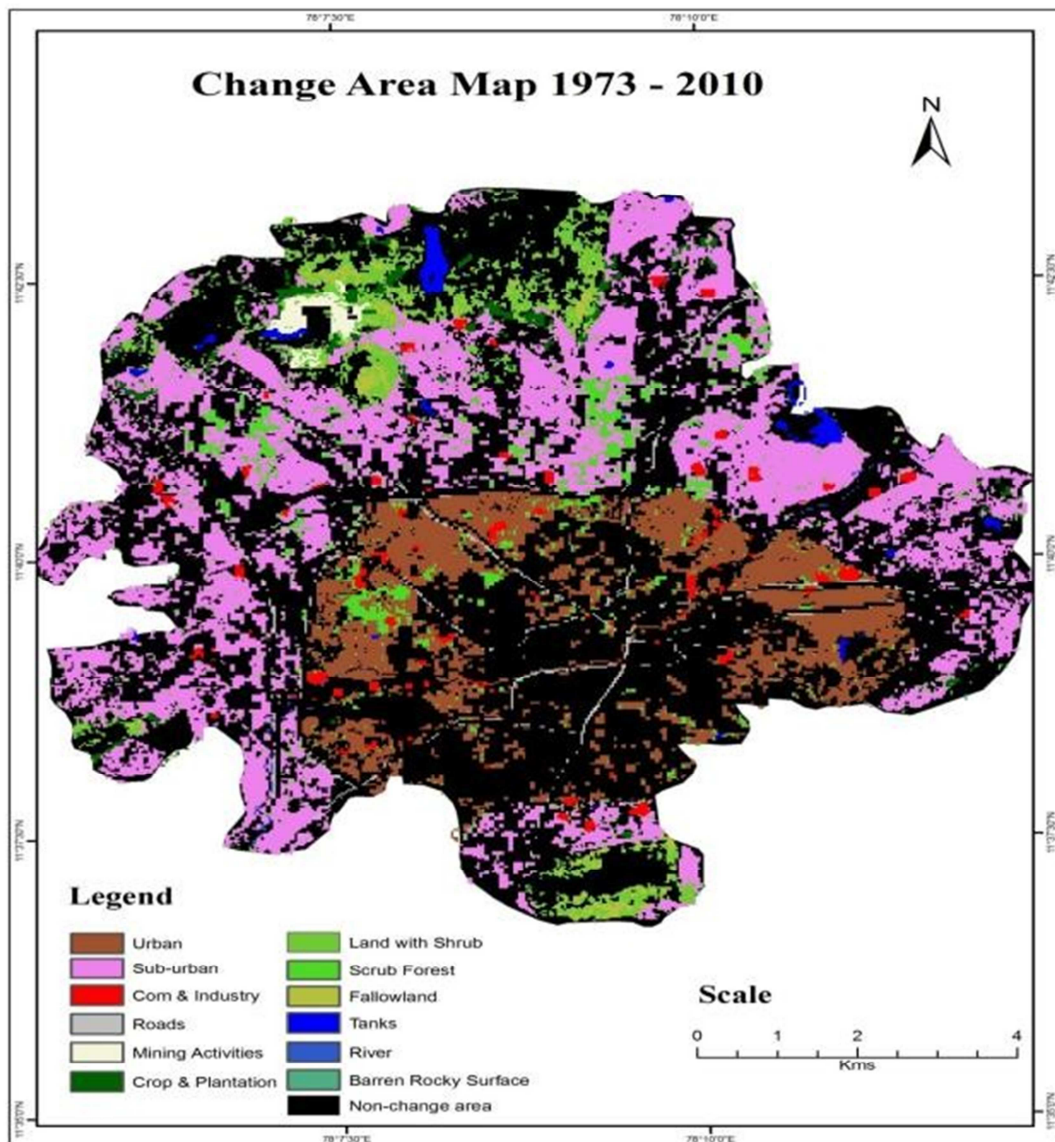 78°7'30"E 78°10'0"E
Change Area Map 1973 - 2010
N
Legend
Urban
Sub-urban
Com & Industry
Roads
Mining Activities
Crop & Plantation
Land with Shrub
Scrub Forest
Fallowland
Tanks
River
Barren Rocky Surface
Non-change area
Scale
0 1 2 4
Kms
78°7'30"E 78°10'0"E